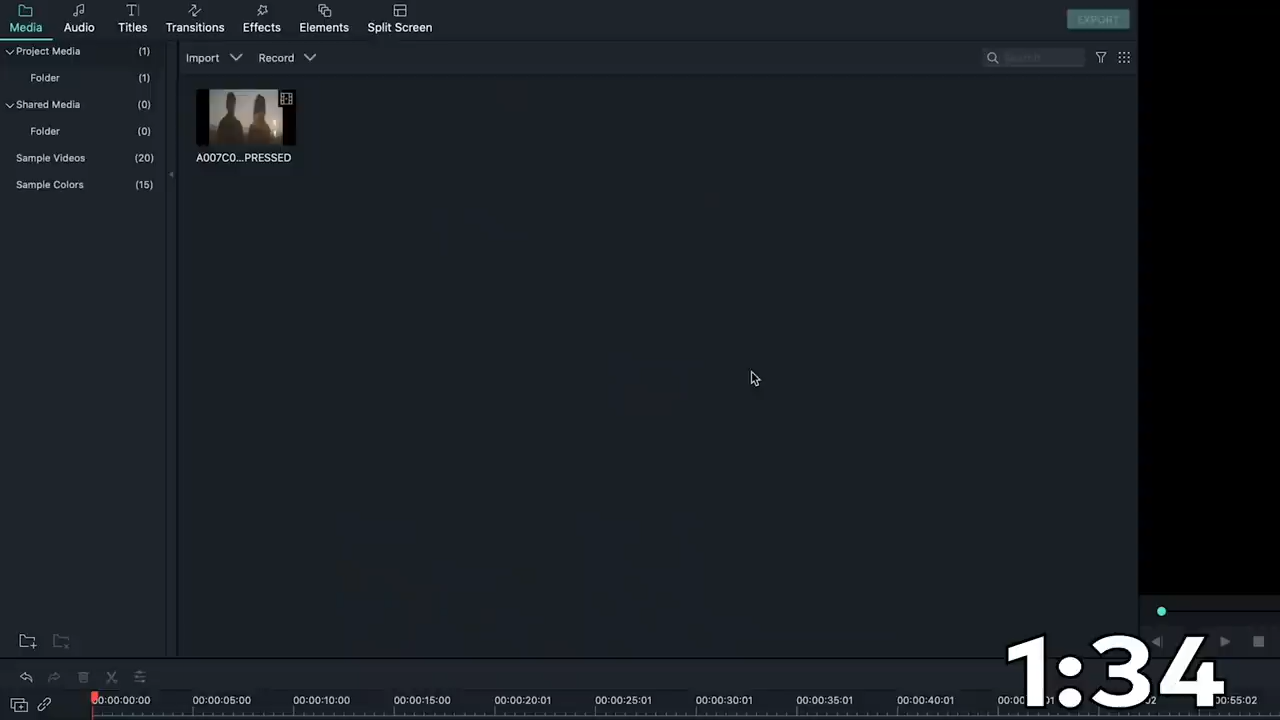 Media Audio Titles Transitions Effects Elements Split Screen EXPORT
Project Media (1)
Folder (1)
Shared Media (0)
Folder (0)
Sample Videos (20)
Sample Colors (15)
Import Record Search
A007C0...PRESSED
1:34
00:00:00:00 00:00:05:00 00:00:10:00 00:00:15:00 00:00:20:01 00:00:25:01 00:00:30:01 00:00:35:01 00:00:40:01